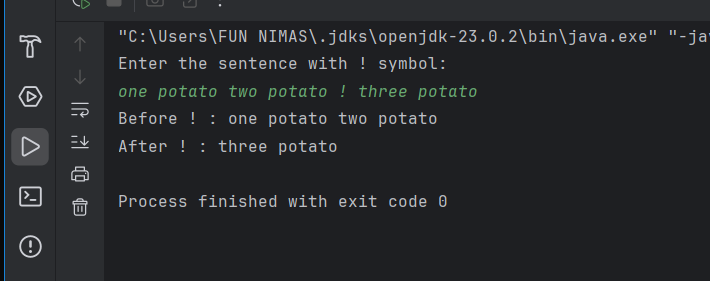 "C:\Users\FUN NIMAS\.jdks\openjdk-23.0.2\bin\java.exe" "-jav
Enter the sentence with ! symbol:
one potato two potato ! three potato
Before ! : one potato two potato
After ! : three potato
Process finished with exit code 0